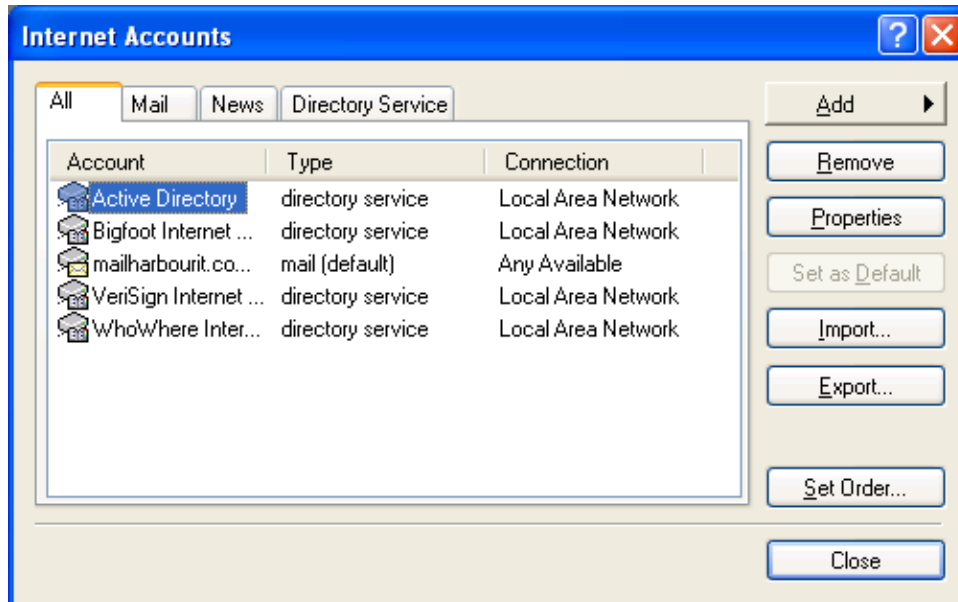 Internet Accounts
All Mail News Directory Service
Account Type Connection
Active Directory directory service Local Area Network
Bigfoot Internet ... directory service Local Area Network
mailharbourit.co... mail (default) Any Available
VeriSign Internet ... directory service Local Area Network
WhoWhere Inter... directory service Local Area Network
Add
Remove
Properties
Set as Default
Import...
Export...
Set Order...
Close